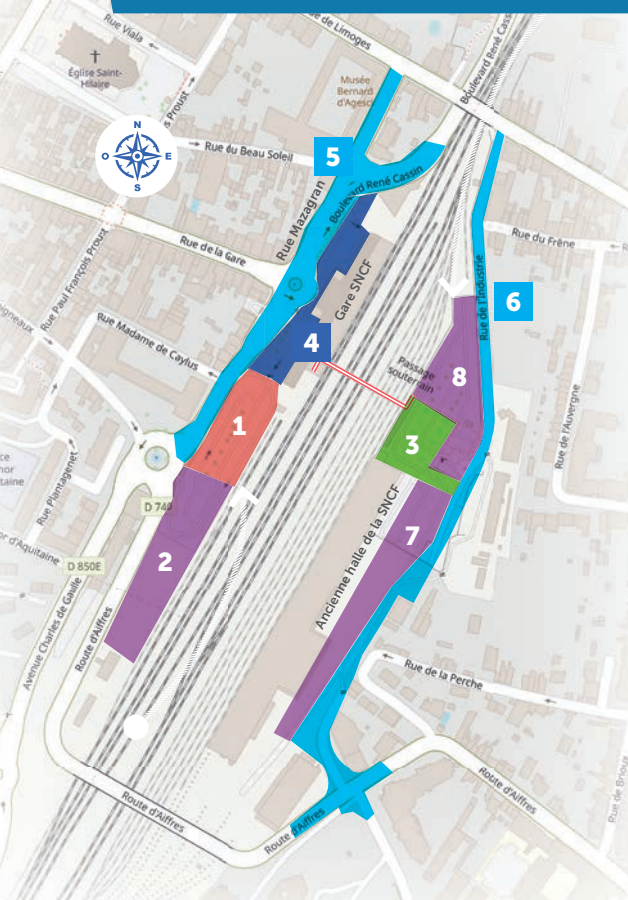 Rue Viala
Rue de Limoges
Boulevard René Cassin
Église Saint-
Hilaire
Musée
Bernard
d'Agesci
Proust
N
O
E
S
Rue du Beau Soleil
5
Boulevard René Cassin
Rue Mazagran
Rue du Frêne
Rue de la Gare
Rue Paul François Proust
Gare SNCF
Rue de l'Industrie
6
Rue Madame de Caylus
4
Passage
souterrain
8
1
3
Rue de l'Auvergne
Rue Plantagenet
D 740
Ancienne halle de la SNCF
7
2
D 850E
Avenue Charles de Gaulle
Route d'Aiffres
Rue de la Perche
Route d'Aiffres
Route d'Aiffres
Route d'Aiffres
Rue de Brioux